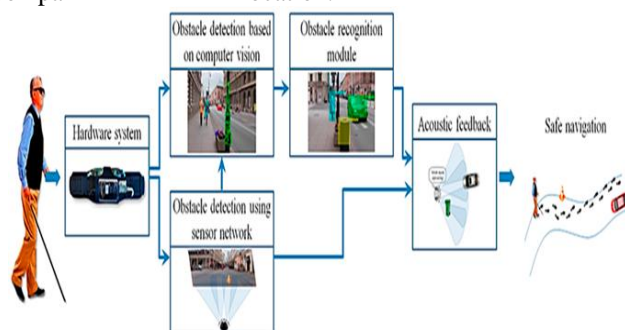 Obstacle detection based
on computer vision
Obstacle recognition
module
Hardware system
Acoustic feedback
Safe navigation
Obstacle detection using
sensor network